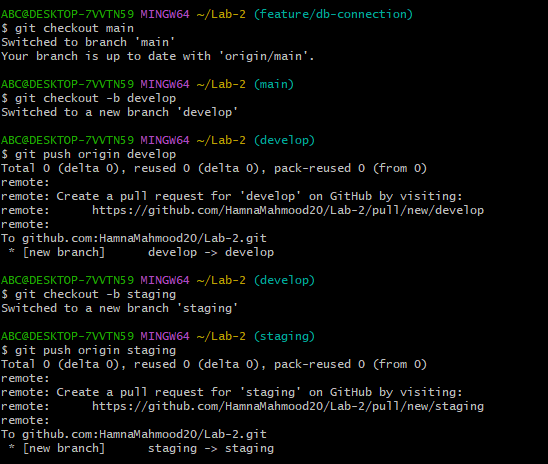 ABC@DESKTOP-7VVTN59 MINGW64 ~/Lab-2 (feature/db-connection)
$ git checkout main
Switched to branch 'main'
Your branch is up to date with 'origin/main'.
ABC@DESKTOP-7VVTN59 MINGW64 ~/Lab-2 (main)
$ git checkout -b develop
Switched to a new branch 'develop'
ABC@DESKTOP-7VVTN59 MINGW64 ~/Lab-2 (develop)
$ git push origin develop
Total 0 (delta 0), reused 0 (delta 0), pack-reused 0 (from 0)
remote:
remote: Create a pull request for 'develop' on GitHub by visiting:
remote:      https://github.com/HamnaMahmood20/Lab-2/pull/new/develop
remote:
To github.com:HamnaMahmood20/Lab-2.git
 * [new branch]      develop -> develop
ABC@DESKTOP-7VVTN59 MINGW64 ~/Lab-2 (develop)
$ git checkout -b staging
Switched to a new branch 'staging'
ABC@DESKTOP-7VVTN59 MINGW64 ~/Lab-2 (staging)
$ git push origin staging
Total 0 (delta 0), reused 0 (delta 0), pack-reused 0 (from 0)
remote:
remote: Create a pull request for 'staging' on GitHub by visiting:
remote:      https://github.com/HamnaMahmood20/Lab-2/pull/new/staging
remote:
To github.com:HamnaMahmood20/Lab-2.git
 * [new branch]      staging -> staging